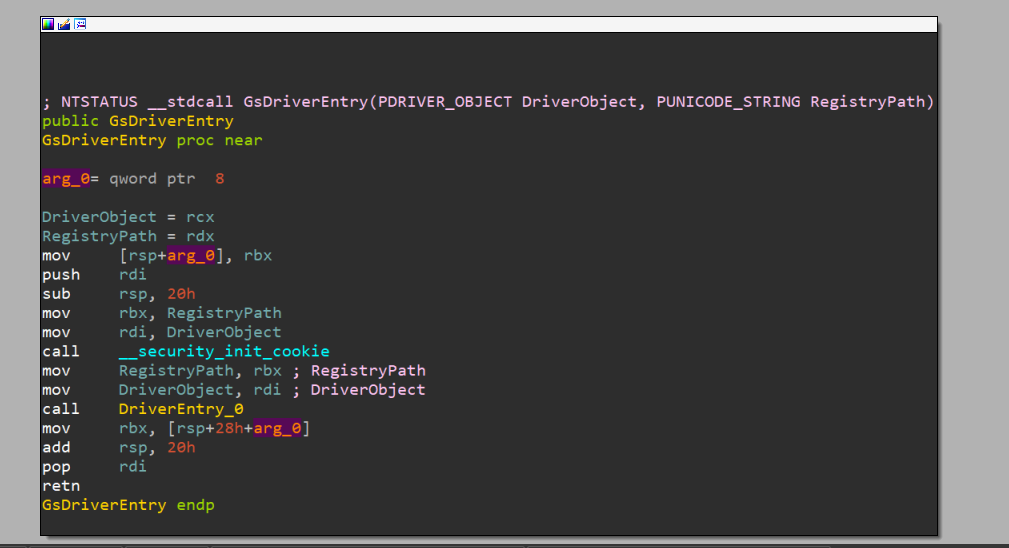 ; NTSTATUS __stdcall GsDriverEntry(PDRIVER_OBJECT DriverObject, PUNICODE_STRING RegistryPath)
public GsDriverEntry
GsDriverEntry proc near
arg_0= qword ptr  8
DriverObject = rcx
RegistryPath = rdx
mov     [rsp+arg_0], rbx
push    rdi
sub     rsp, 20h
mov     rbx, RegistryPath
mov     rdi, DriverObject
call    __security_init_cookie
mov     RegistryPath, rbx ; RegistryPath
mov     DriverObject, rdi ; DriverObject
call    DriverEntry_0
mov     rbx, [rsp+28h+arg_0]
add     rsp, 20h
pop     rdi
retn
GsDriverEntry endp